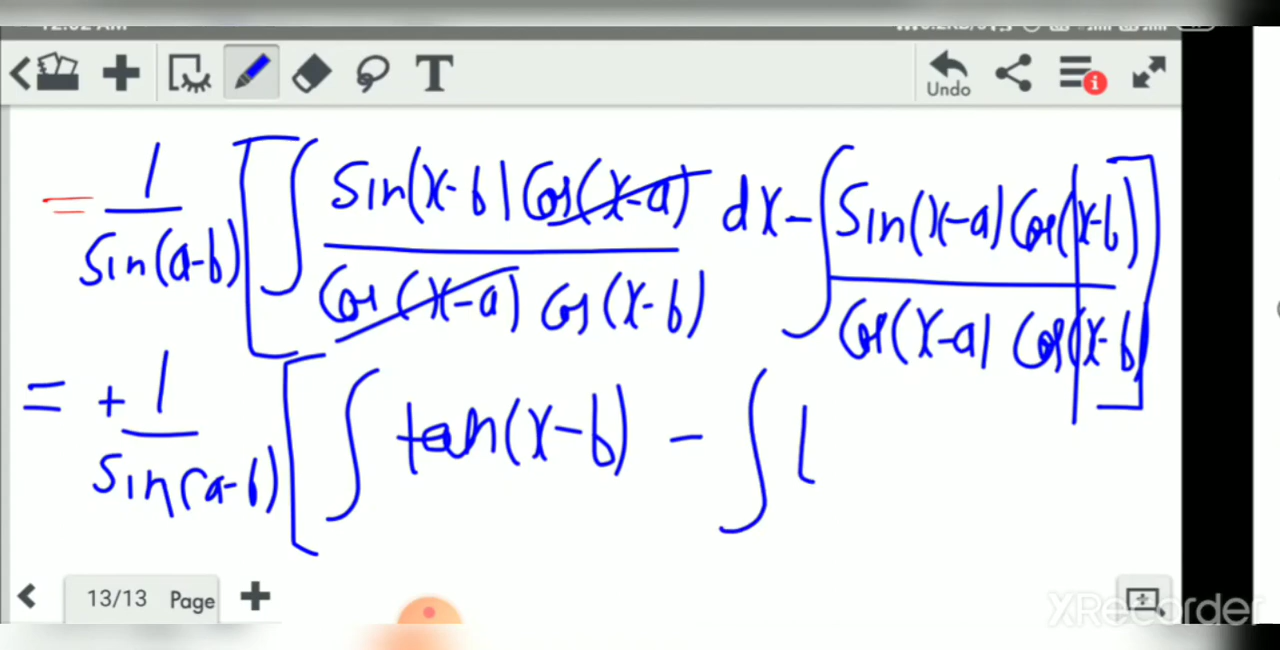 Undo
= 1/sin(a-b) [∫ sin(x-b) cos(x-a) / cos(x-a) cos(x-b) dx - ∫ sin(x-a) cos(x-b) / cos(x-a) cos(x-b)]
= + 1/sin(a-b) [∫ tan(x-b) - ∫ t
13/13 Page
XRecorder